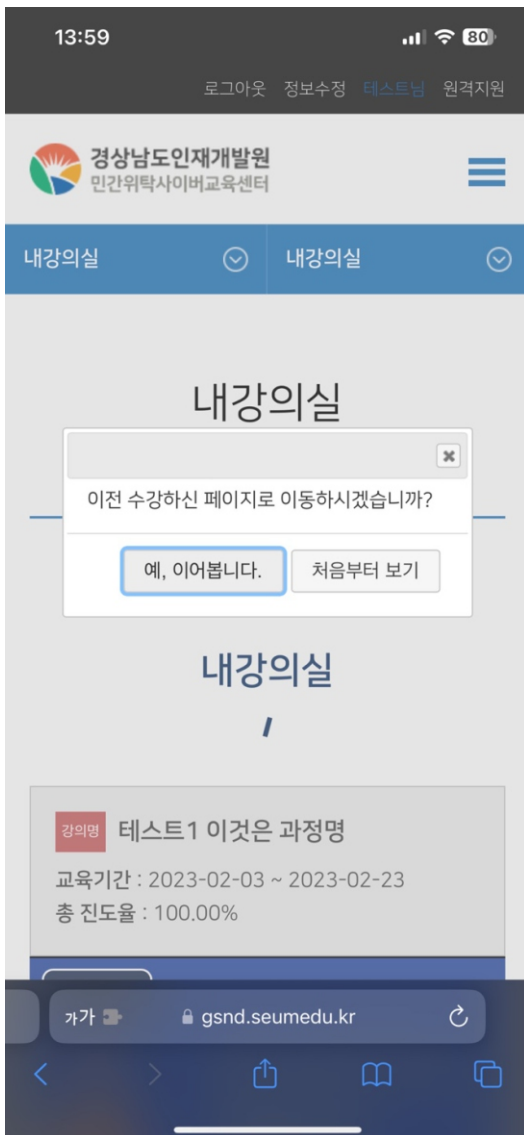 13:59
80
로그아웃 정보수정 테스트님 원격지원
경상남도인재개발원
민간위탁사이버교육센터
내강의실 내강의실
내강의실
이전 수강하신 페이지로 이동하시겠습니까?
예, 이어봅니다. 처음부터 보기
내강의실
강의명 테스트1 이것은 과정명
교육기간 : 2023-02-03 ~ 2023-02-23
총 진도율 : 100.00%
가가 gsnd.seumedu.kr